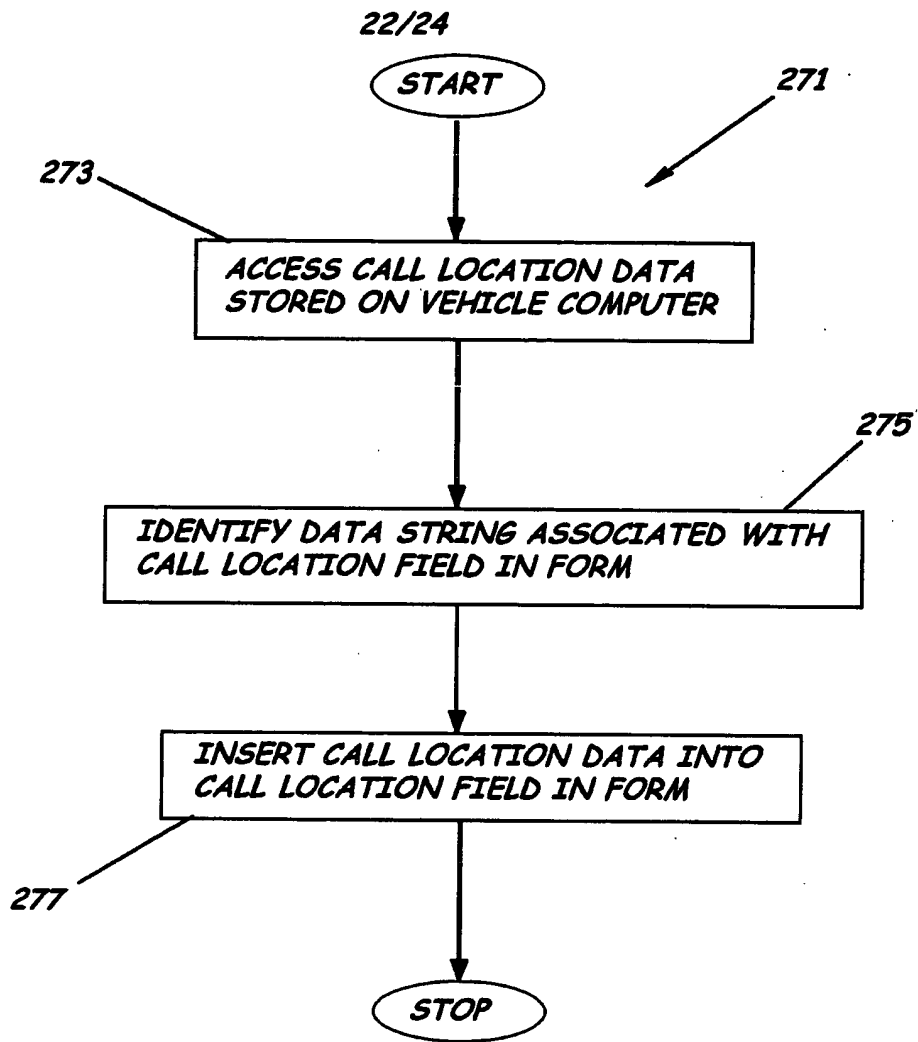 22/24
START
271
273
ACCESS CALL LOCATION DATA
STORED ON VEHICLE COMPUTER
275
IDENTIFY DATA STRING ASSOCIATED WITH
CALL LOCATION FIELD IN FORM
INSERT CALL LOCATION DATA INTO
CALL LOCATION FIELD IN FORM
277
STOP